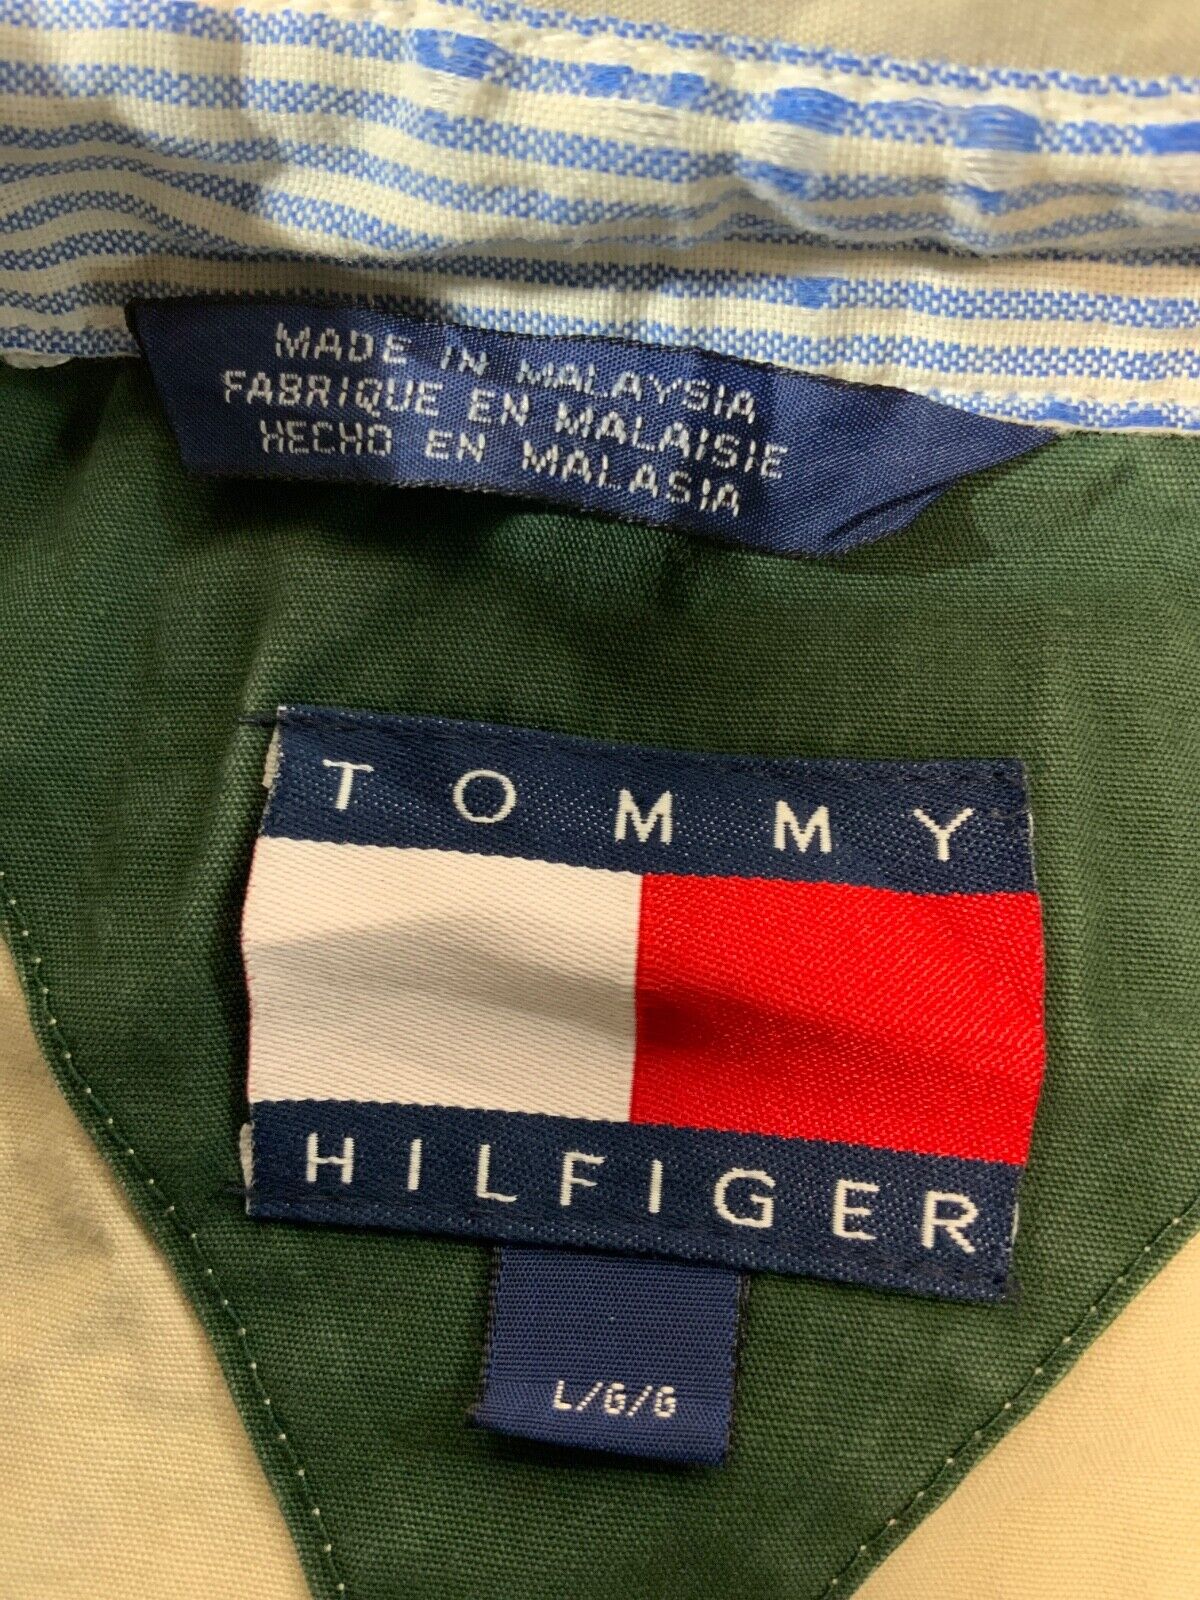 MADE IN MALAYSIA
FABRIQUE EN MALAISIE
HECHO EN MALASIA
TOMMY
HILFIGER
L/G/G